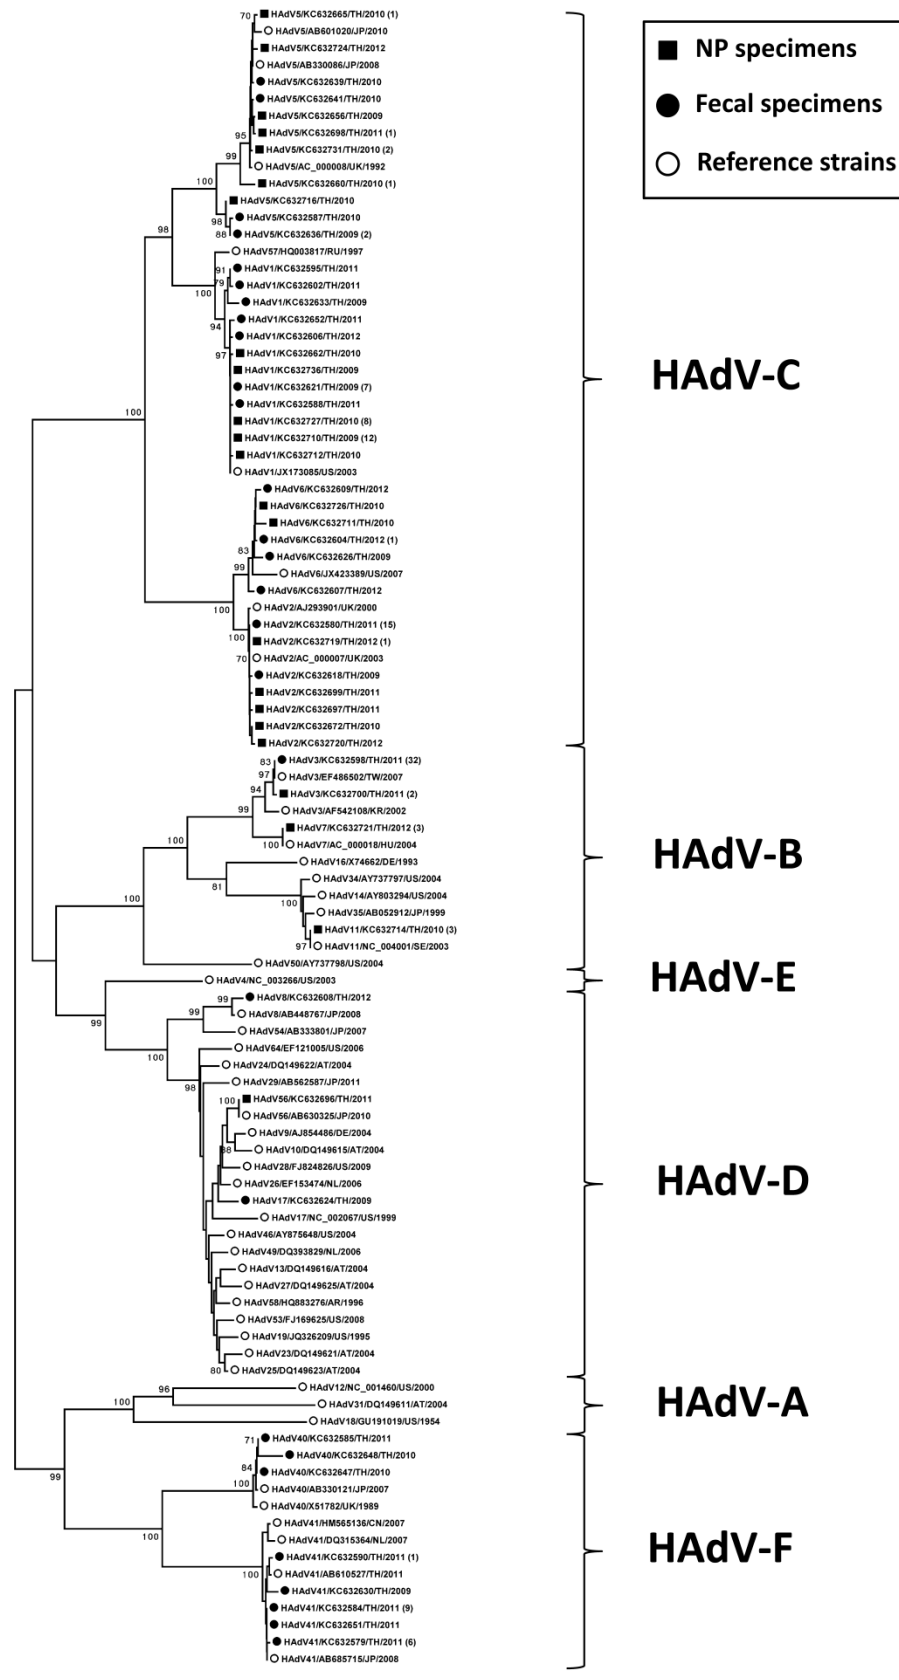 NP specimens
Fecal specimens
Reference strains
70
HAdV5/KC632665/TH/2010 (1)
HAdV5/AB601020/JP/2010
HAdV5/KC632724/TH/2012
HAdV5/AB330086/JP/2008
HAdV5/KC632639/TH/2010
HAdV5/KC632641/TH/2010
HAdV5/KC632656/TH/2009
95
HAdV5/KC632698/TH/2011 (1)
HAdV5/KC632731/TH/2010 (2)
99
HAdV5/AC_000008/UK/1992
100
HAdV5/KC632660/TH/2010 (1)
HAdV5/KC632716/TH/2010
98
HAdV5/KC632587/TH/2010
88
HAdV5/KC632636/TH/2009 (2)
98
HAdV57/HQ003817/RU/1997
91
HAdV1/KC632595/TH/2011
79
HAdV1/KC632602/TH/2011
100
HAdV1/KC632633/TH/2009
94
HAdV1/KC632652/TH/2011
HAdV1/KC632606/TH/2012
97
HAdV1/KC632662/TH/2010
HAdV1/KC632736/TH/2009
HAdV1/KC632621/TH/2009 (7)
HAdV1/KC632588/TH/2011
100
HAdV1/KC632727/TH/2010 (8)
HAdV1/KC632710/TH/2009 (12)
HAdV1/KC632712/TH/2010
HAdV1/JX173085/US/2003
HAdV6/KC632609/TH/2012
HAdV6/KC632726/TH/2010
HAdV6/KC632711/TH/2010
HAdV6/KC632604/TH/2012 (1)
83
HAdV6/KC632626/TH/2009
99
HAdV6/JX423389/US/2007
HAdV6/KC632607/TH/2012
100
HAdV2/AJ293901/UK/2000
HAdV2/KC632580/TH/2011 (15)
100
HAdV2/KC632719/TH/2012 (1)
70
HAdV2/AC_000007/UK/2003
HAdV2/KC632618/TH/2009
HAdV2/KC632699/TH/2011
HAdV2/KC632697/TH/2011
HAdV2/KC632672/TH/2010
HAdV2/KC632720/TH/2012
HAdV-C
83
HAdV3/KC632598/TH/2011 (32)
97
HAdV3/EF486502/TW/2007
94
HAdV3/KC632700/TH/2011 (2)
99
HAdV3/AF542108/KR/2002
HAdV7/KC632721/TH/2012 (3)
100
HAdV7/AC_000018/HU/2004
100
HAdV16/X74662/DE/1993
81
HAdV34/AY737797/US/2004
100
HAdV14/AY803294/US/2004
100
HAdV35/AB052912/JP/1999
HAdV11/KC632714/TH/2010 (3)
97
HAdV11/NC_004001/SE/2003
HAdV50/AY737798/US/2004
HAdV-B
HAdV4/NC_003266/US/2003
HAdV-E
99
99
HAdV8/KC632608/TH/2012
99
HAdV8/AB448767/JP/2008
HAdV54/AB333801/JP/2007
100
HAdV64/EF121005/US/2006
HAdV24/DQ149622/AT/2004
98
HAdV29/AB562587/JP/2011
100
HAdV56/KC632696/TH/2011
HAdV56/AB630325/JP/2010
HAdV9/AJ854486/DE/2004
88
HAdV10/DQ149615/AT/2004
HAdV28/FJ824826/US/2009
HAdV26/EF153474/NL/2006
HAdV17/KC632624/TH/2009
HAdV17/NC_002067/US/1999
HAdV46/AY875648/US/2004
HAdV49/DQ393829/NL/2006
HAdV13/DQ149616/AT/2004
HAdV27/DQ149625/AT/2004
HAdV58/HQ883276/AR/1996
HAdV53/FJ169625/US/2008
HAdV19/JQ326209/US/1995
HAdV23/DQ149621/AT/2004
80
HAdV25/DQ149623/AT/2004
HAdV-D
96
HAdV12/NC_001460/US/2000
100
HAdV31/DQ149611/AT/2004
HAdV18/GU191019/US/1954
HAdV-A
99
71
HAdV40/KC632585/TH/2011
HAdV40/KC632648/TH/2010
84
HAdV40/KC632647/TH/2010
100
HAdV40/AB330121/JP/2007
HAdV40/X51782/UK/1989
100
HAdV41/HM565136/CN/2007
HAdV41/DQ315364/NL/2007
HAdV41/KC632590/TH/2011 (1)
100
HAdV41/AB610527/TH/2011
HAdV41/KC632630/TH/2009
HAdV41/KC632584/TH/2011 (9)
HAdV41/KC632651/TH/2011
HAdV41/KC632579/TH/2011 (6)
HAdV41/AB685715/JP/2008
HAdV-F